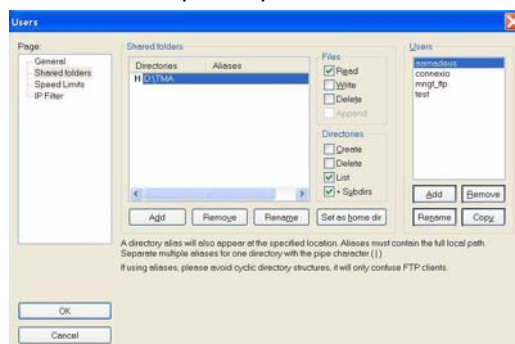 Users
Page:
General
Shared folders
Speed Limits
IP Filter
Shared folders
Directories Aliases
H D:\TMA
Files
Read
Write
Delete
Append
Directories
Create
Delete
List
+ Subdirs
Add Remove Rename Set as home dir
Users
connexio
mngt_ftp
test
Add Remove
Rename Copy
A directory alias will also appear at the specified location. Aliases must contain the full local path.
Separate multiple aliases for one directory with the pipe character (|)
If using aliases, please avoid cyclic directory structures, it will only confuse FTP clients.
OK
Cancel